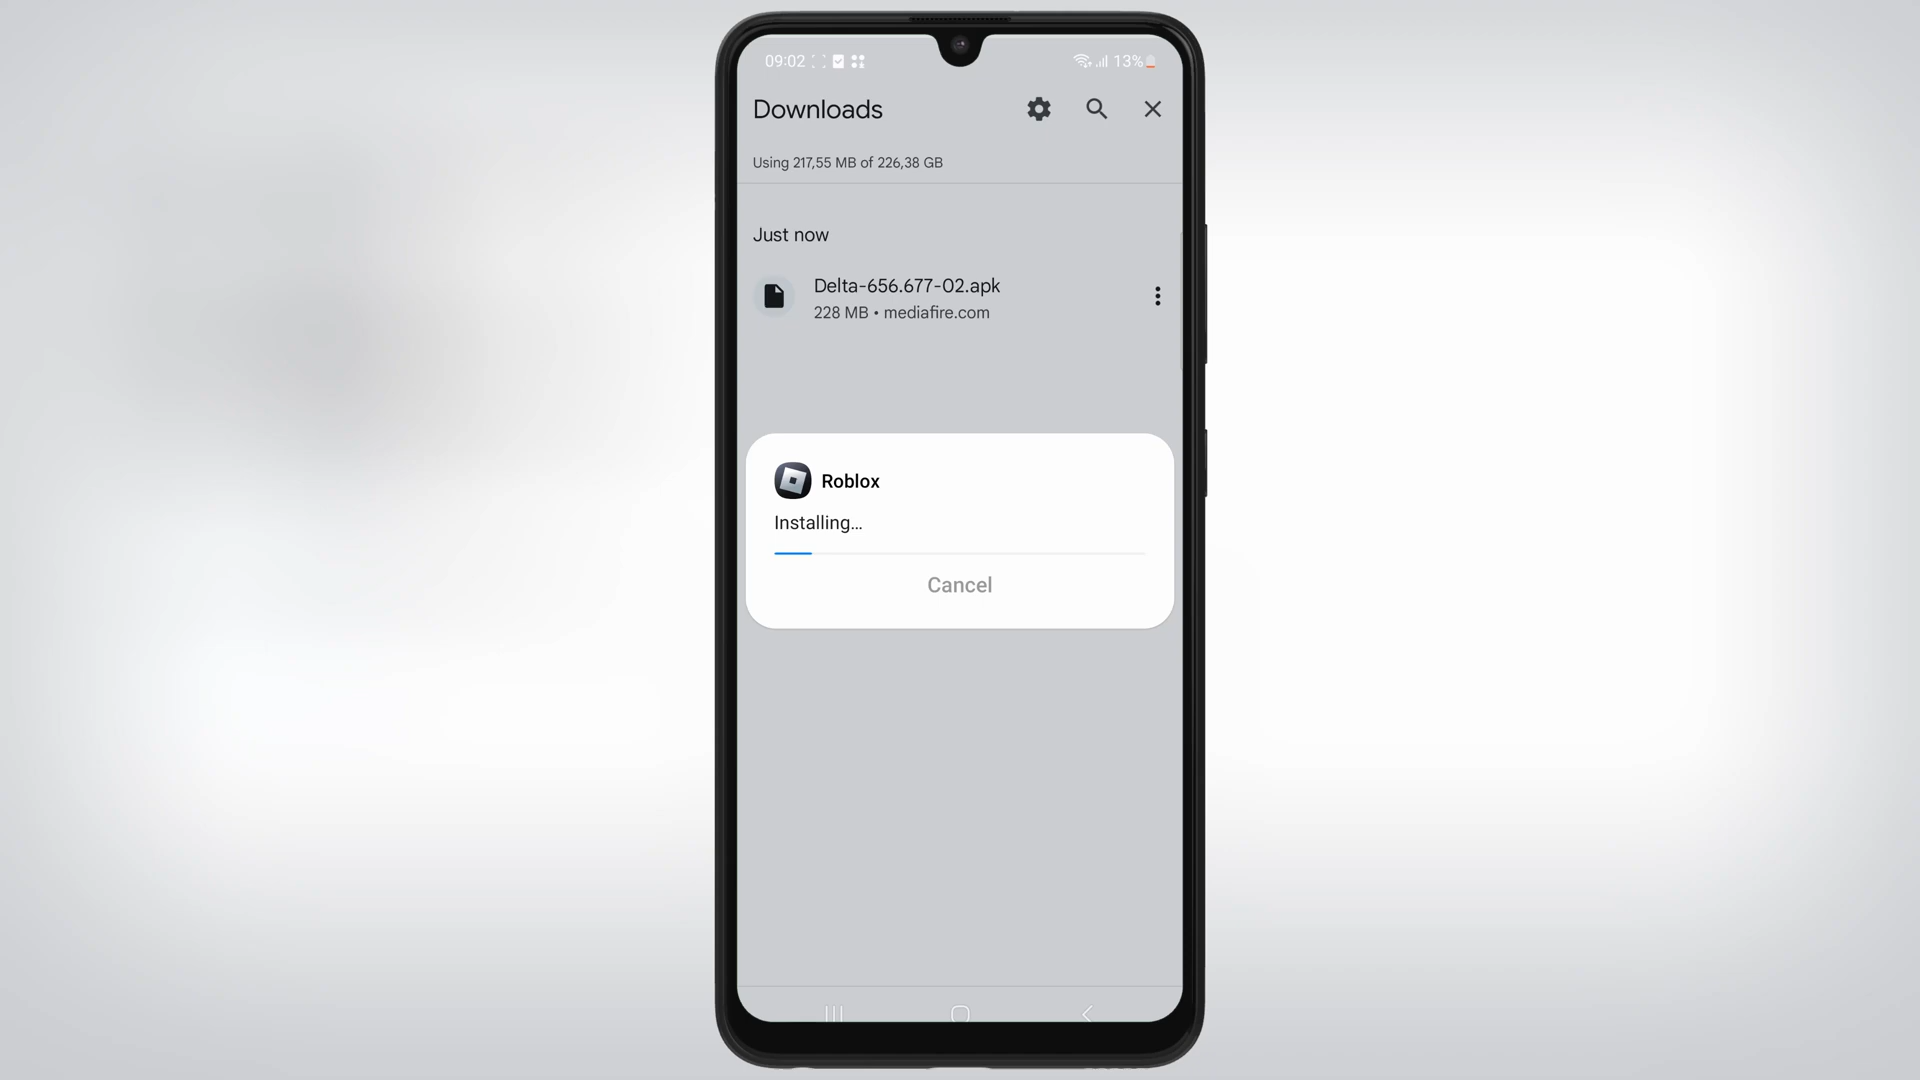 09:02
13%
Downloads
Using 217,55 MB of 226,38 GB
Just now
Delta-656.677-02.apk
228 MB • mediafire.com
Roblox
Installing...
Cancel